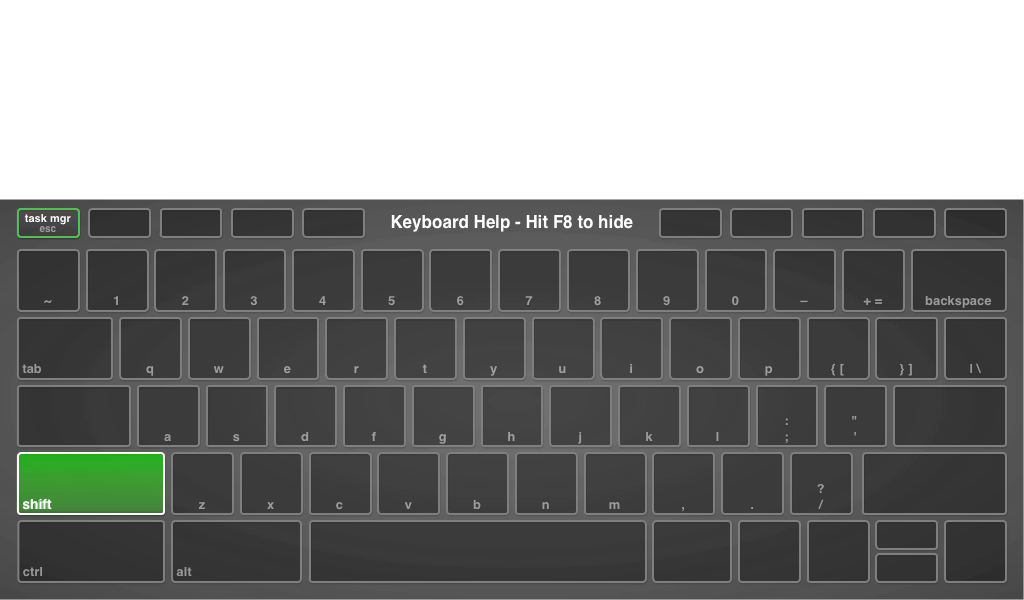 task mgr
esc
Keyboard Help - Hit F8 to hide
~ 1 2 3 4 5 6 7 8 9 0 – + = backspace
tab q w e r t y u i o p { [ } ] | \
a s d f g h j k l : ; " '
shift z x c v b n m , . ? /
ctrl alt